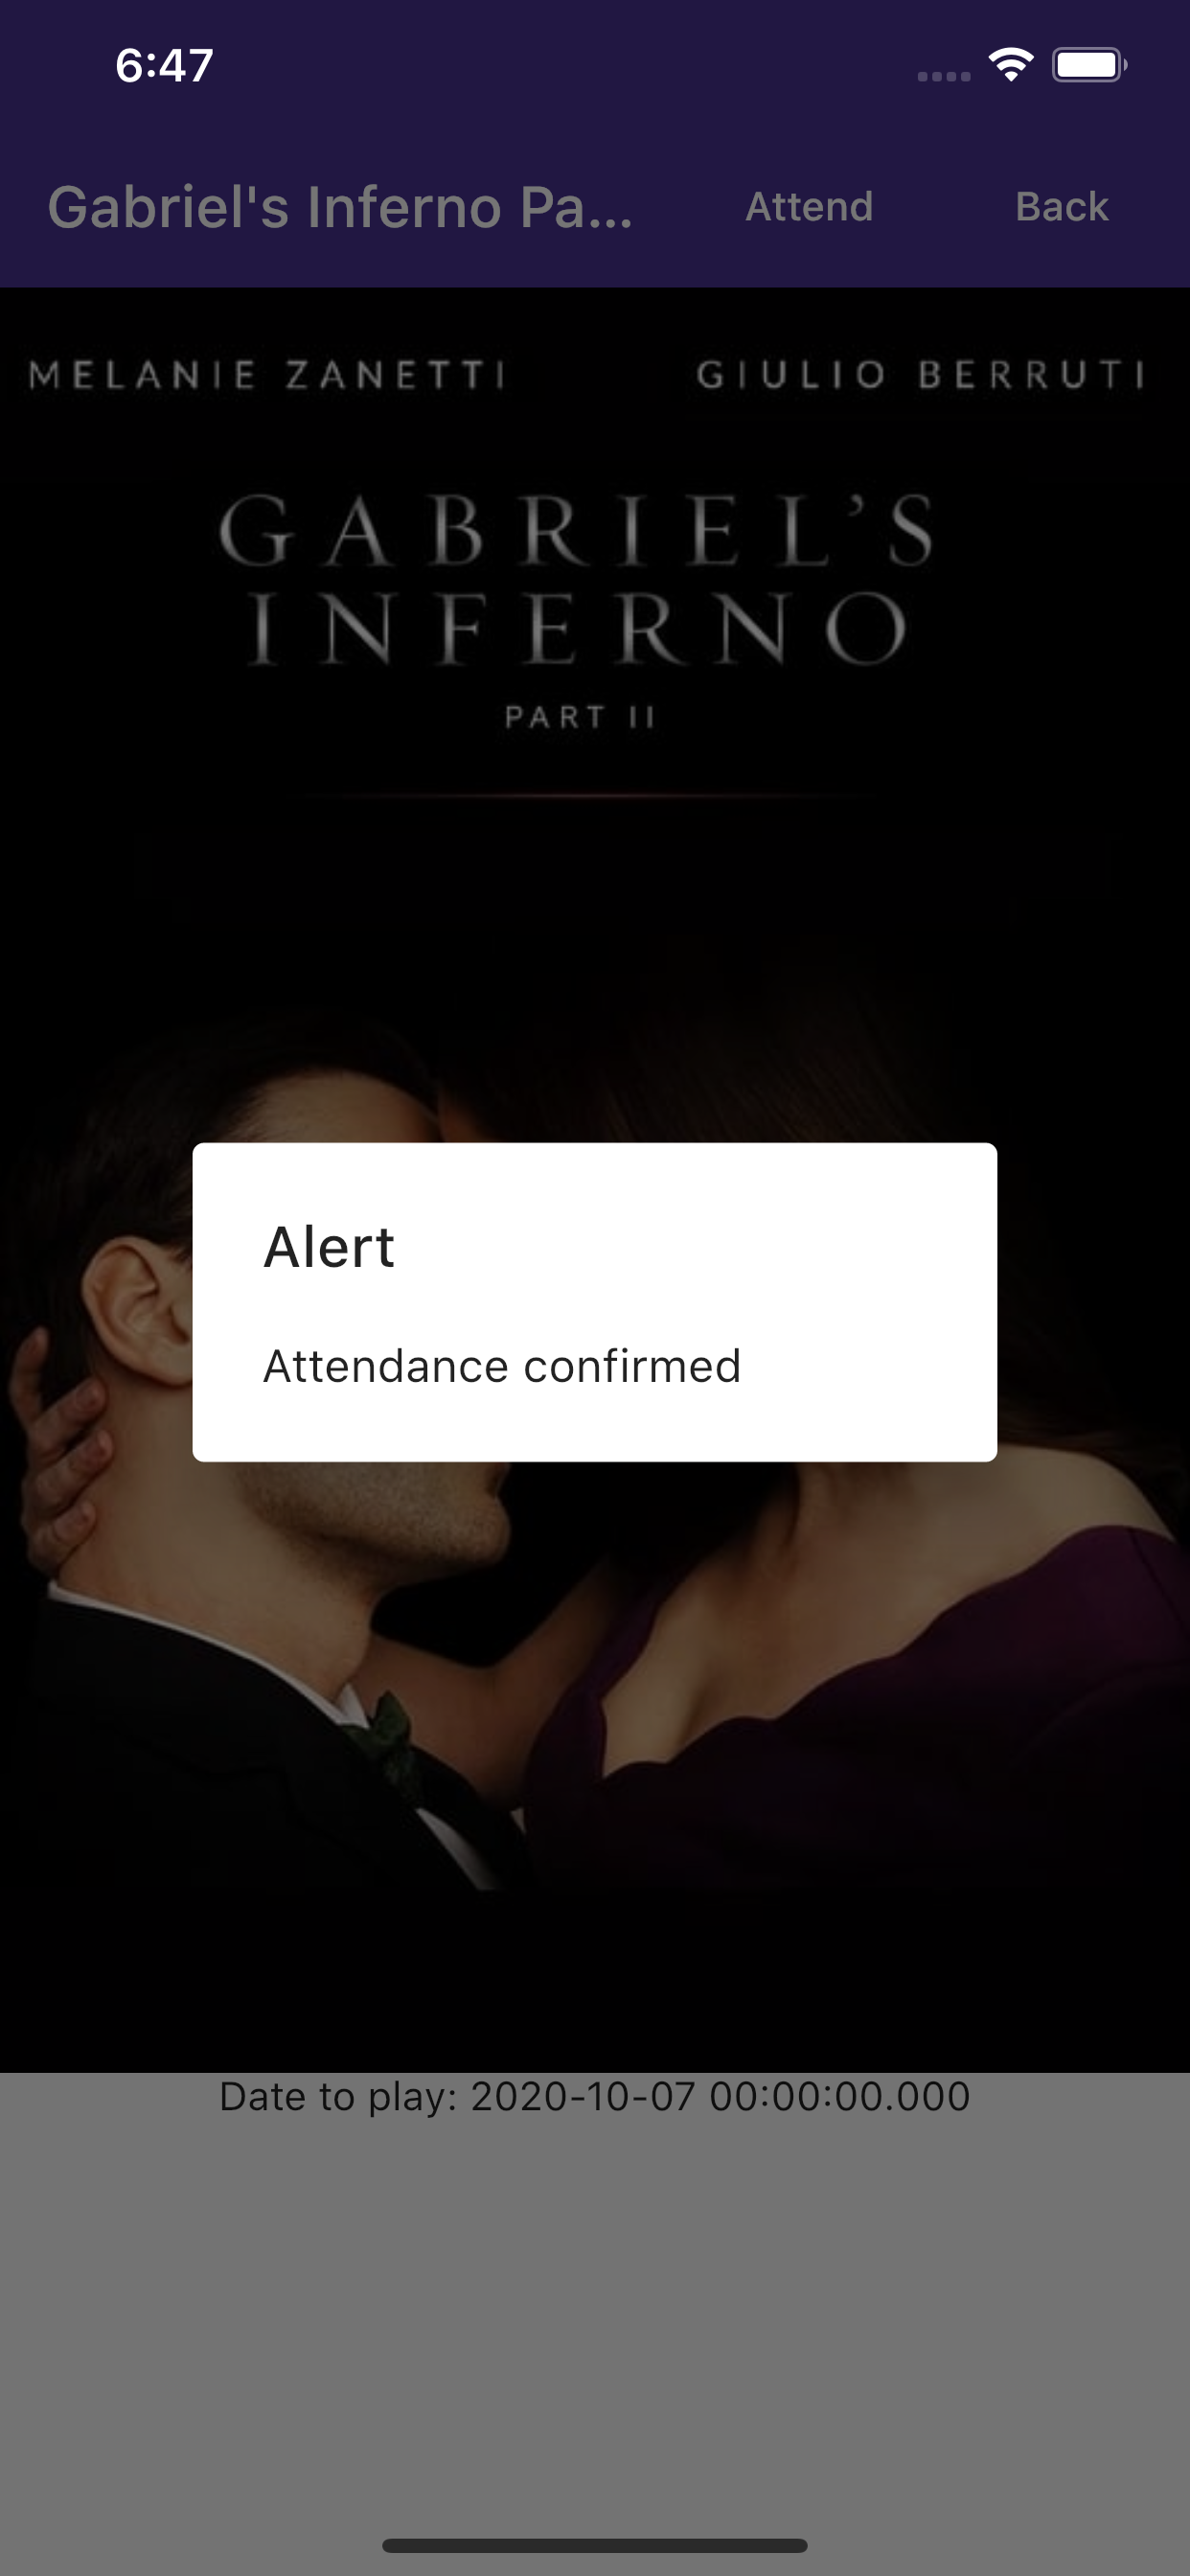 6:47
Gabriel's Inferno Pa...
Attend
Back
MELANIE ZANETTI
GIULIO BERRUTI
GABRIEL’S
INFERNO
PART II
Alert
Attendance confirmed
Date to play: 2020-10-07 00:00:00.000